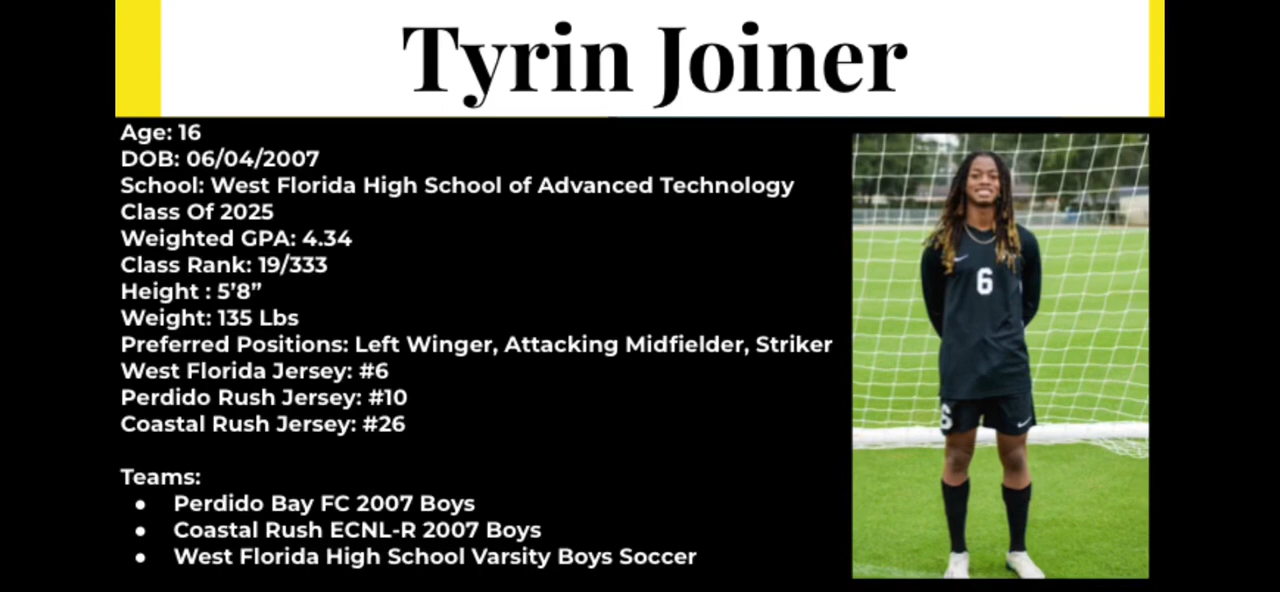 Tyrin Joiner
Age: 16
DOB: 06/04/2007
School: West Florida High School of Advanced Technology
Class Of 2025
Weighted GPA: 4.34
Class Rank: 19/333
Height : 5’8”
Weight: 135 Lbs
Preferred Positions: Left Winger, Attacking Midfielder, Striker
West Florida Jersey: #6
Perdido Rush Jersey: #10
Coastal Rush Jersey: #26
Teams:
● Perdido Bay FC 2007 Boys
● Coastal Rush ECNL-R 2007 Boys
● West Florida High School Varsity Boys Soccer
6
6